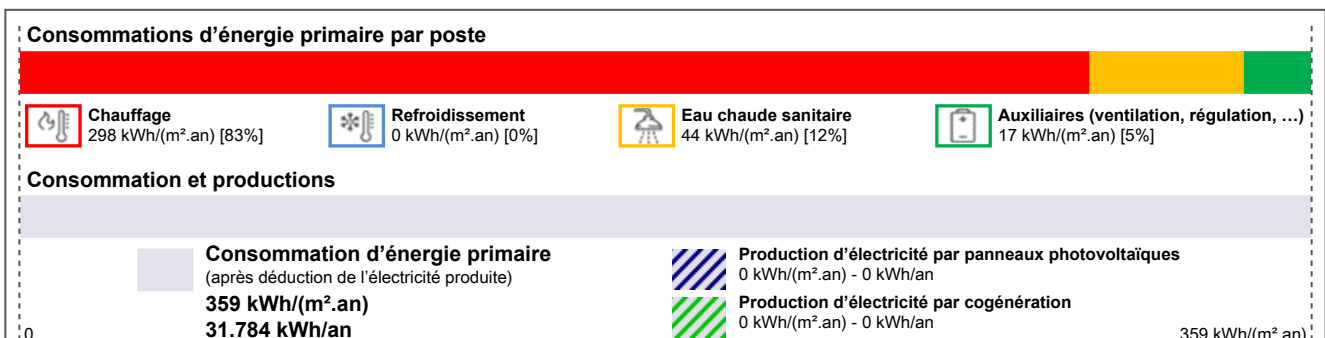 Consommations d'énergie primaire par poste
Chauffage
298 kWh/(m².an) [83%]
Refroidissement
0 kWh/(m².an) [0%]
Eau chaude sanitaire
44 kWh/(m².an) [12%]
Auxiliaires (ventilation, régulation, …)
17 kWh/(m².an) [5%]
Consommation et productions
Consommation d'énergie primaire
(après déduction de l'électricité produite)
359 kWh/(m².an)
31.784 kWh/an
Production d'électricité par panneaux photovoltaïques
0 kWh/(m².an) - 0 kWh/an
Production d'électricité par cogénération
0 kWh/(m².an) - 0 kWh/an
0
359 kWh/(m².an)